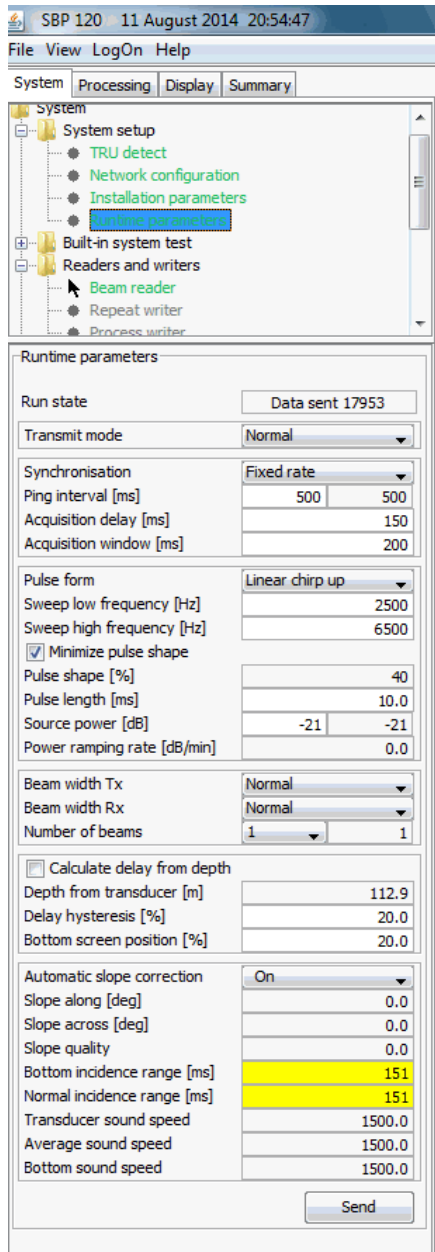 SBP 120 11 August 2014 20:54:47
File View LogOn Help
System Processing Display Summary
System
System setup
TRU detect
Network configuration
Installation parameters
Runtime parameters
Built-in system test
Readers and writers
Beam reader
Repeat writer
Process writer
Runtime parameters
Run state Data sent 17953
Transmit mode Normal
Synchronisation Fixed rate
Ping interval [ms] 500 500
Acquisition delay [ms] 150
Acquisition window [ms] 200
Pulse form Linear chirp up
Sweep low frequency [Hz] 2500
Sweep high frequency [Hz] 6500
Minimize pulse shape
Pulse shape [%] 40
Pulse length [ms] 10.0
Source power [dB] -21 -21
Power ramping rate [dB/min] 0.0
Beam width Tx Normal
Beam width Rx Normal
Number of beams 1 1
Calculate delay from depth
Depth from transducer [m] 112.9
Delay hysteresis [%] 20.0
Bottom screen position [%] 20.0
Automatic slope correction On
Slope along [deg] 0.0
Slope across [deg] 0.0
Slope quality 0.0
Bottom incidence range [ms] 151
Normal incidence range [ms] 151
Transducer sound speed 1500.0
Average sound speed 1500.0
Bottom sound speed 1500.0
Send